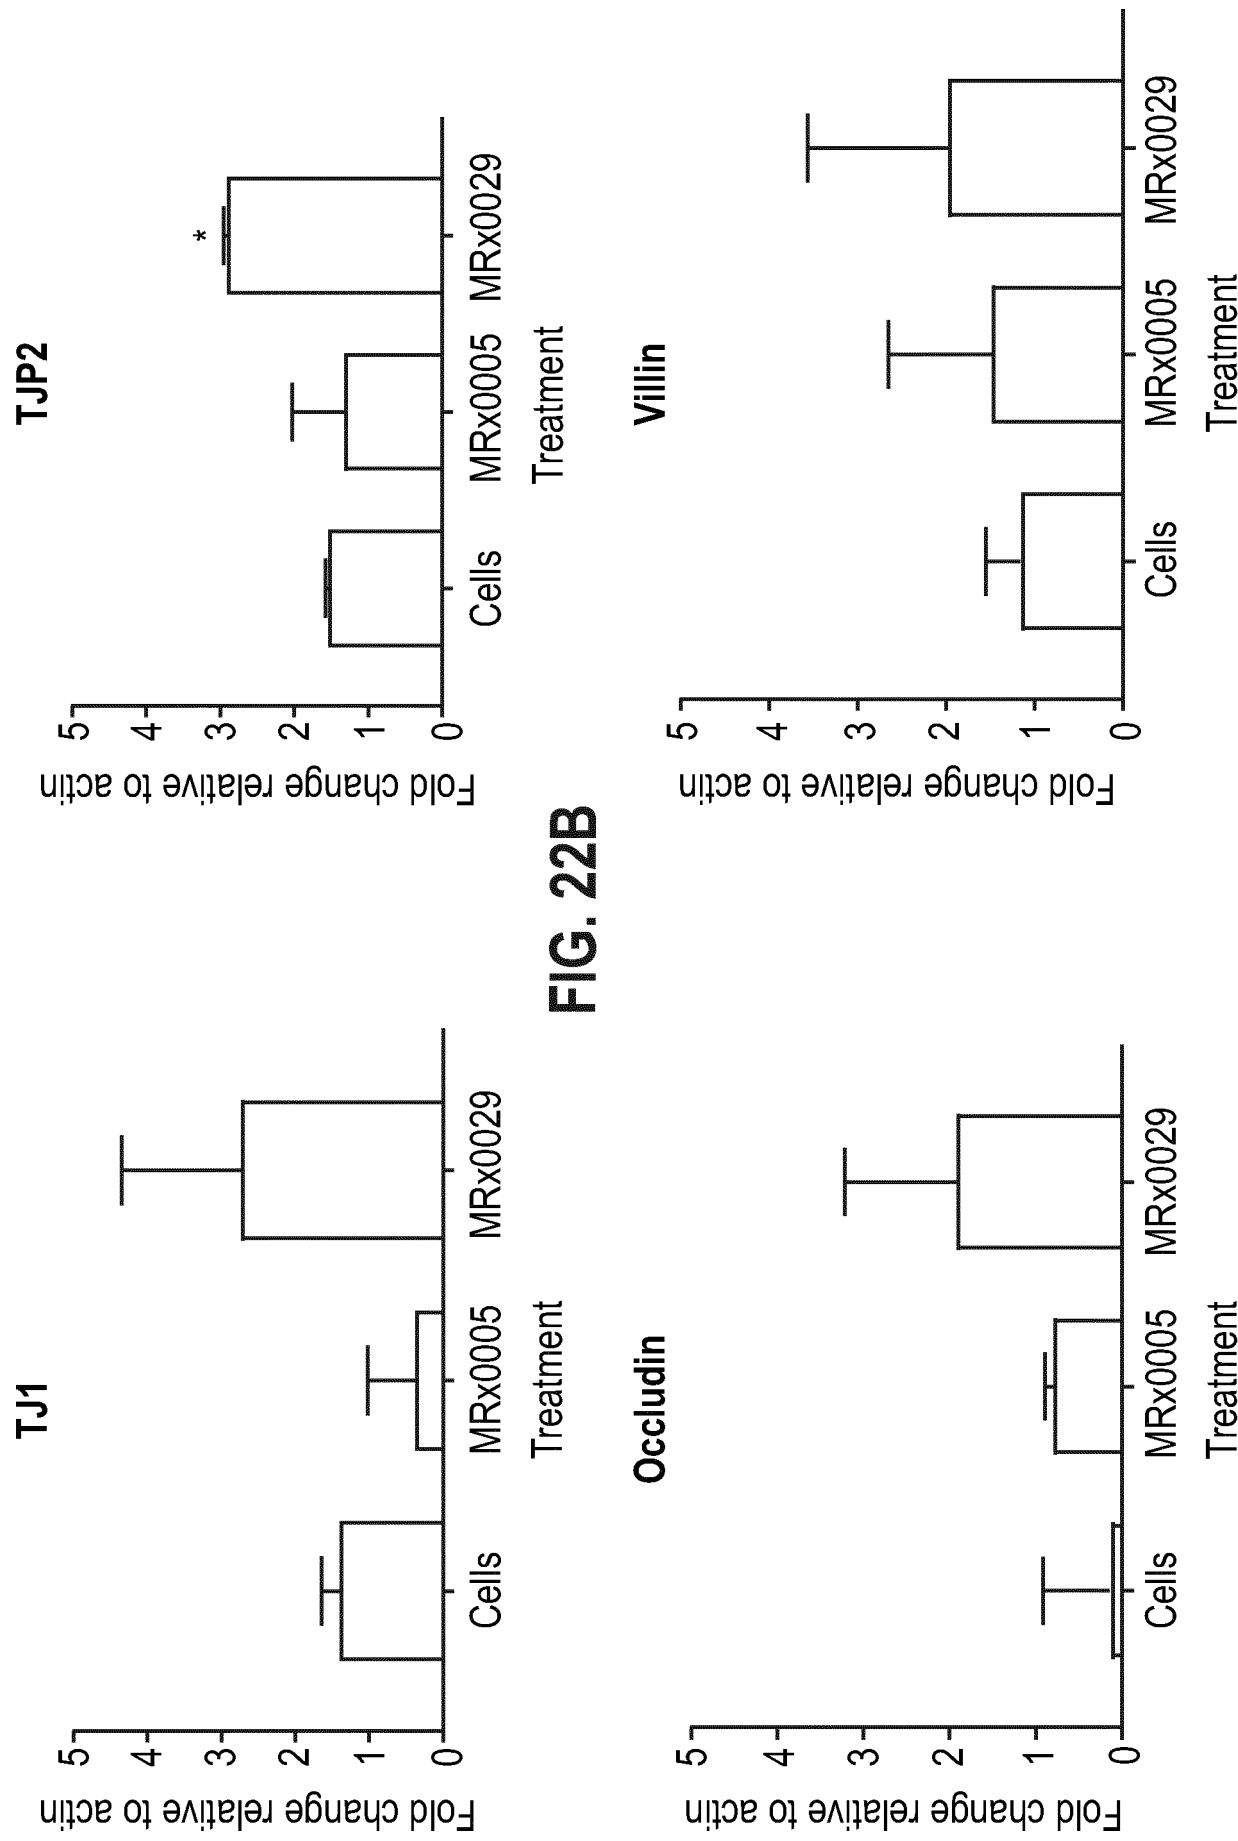 TJ1
Fold change relative to actin
5
4
3
2
1
0
Cells
MRx0005
MRx0029
Treatment
TJP2
Fold change relative to actin
5
4
3
2
1
0
*
Cells
MRx0005
MRx0029
Treatment
FIG. 22B
Occludin
Fold change relative to actin
5
4
3
2
1
0
Cells
MRx0005
MRx0029
Treatment
Villin
Fold change relative to actin
5
4
3
2
1
0
Cells
MRx0005
MRx0029
Treatment